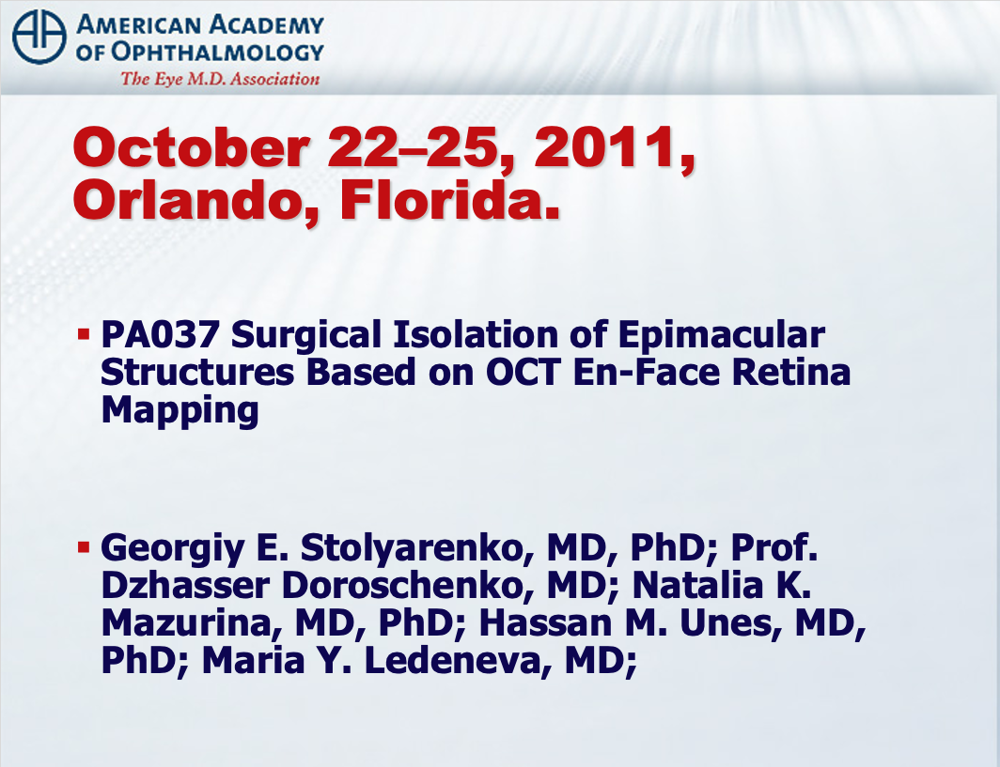 American Academy
of Ophthalmology
The Eye M.D. Association
October 22–25, 2011,
Orlando, Florida.
PA037 Surgical Isolation of Epimacular
Structures Based on OCT En-Face Retina
Mapping
Georgiy E. Stolyarenko, MD, PhD; Prof.
Dzhasser Doroschenko, MD; Natalia K.
Mazurina, MD, PhD; Hassan M. Unes, MD,
PhD; Maria Y. Ledeneva, MD;